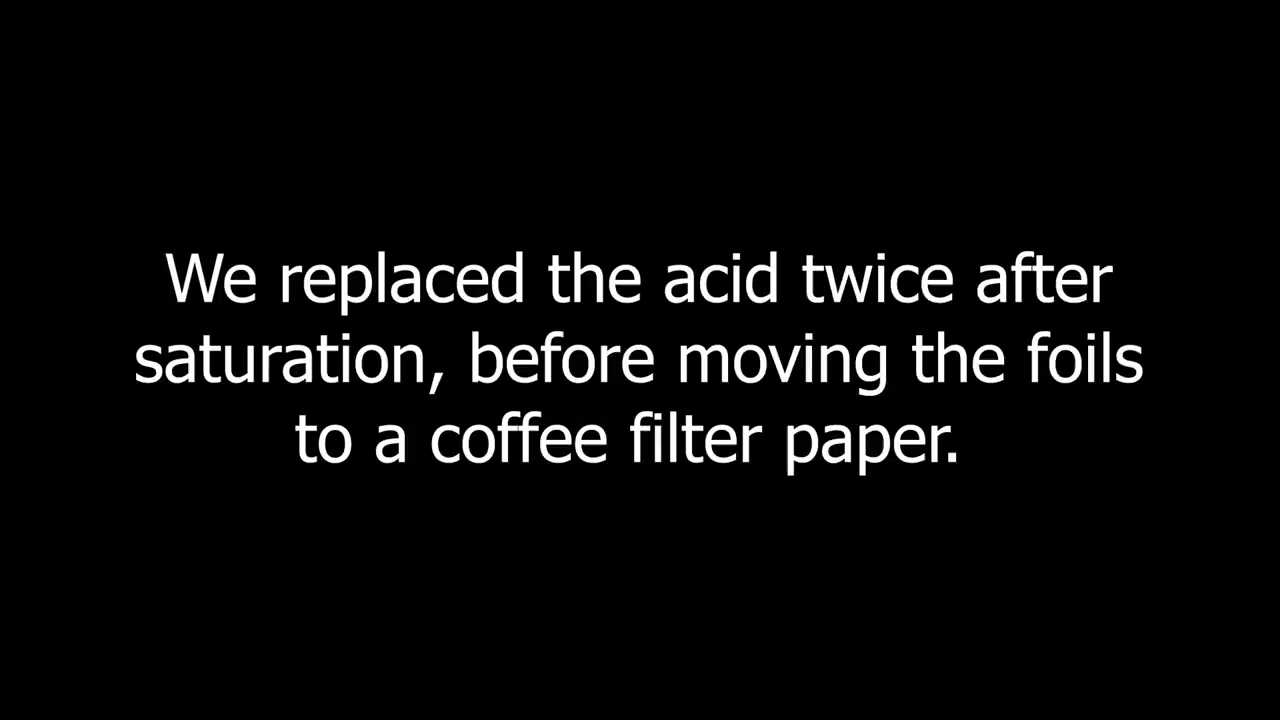 We replaced the acid twice after
saturation, before moving the foils
to a coffee filter paper.